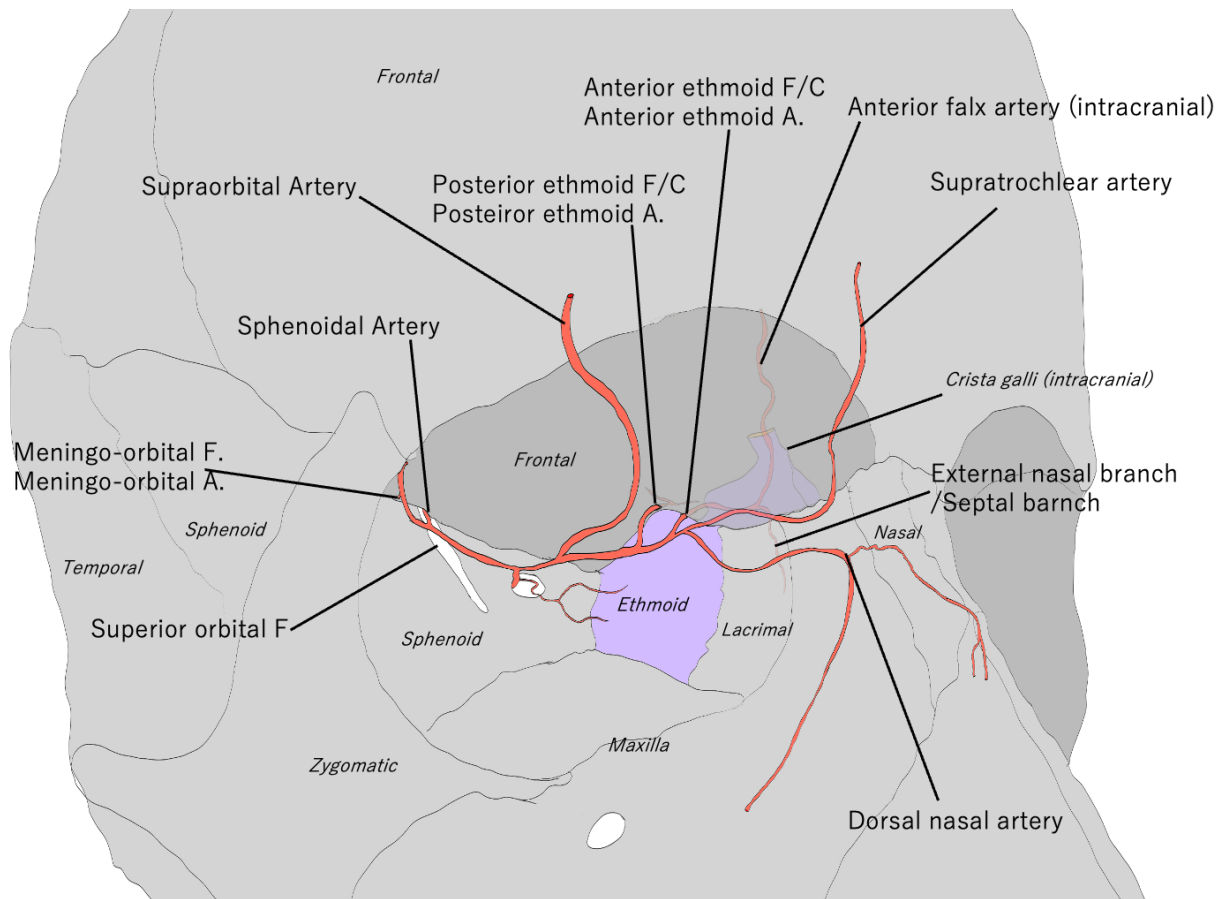 Frontal
Anterior ethmoid F/C
Anterior ethmoid A.
Anterior falx artery (intracranial)
Supraorbital Artery
Posterior ethmoid F/C
Posteiror ethmoid A.
Supratrochlear artery
Sphenoidal Artery
Crista galli (intracranial)
Meningo-orbital F.
Meningo-orbital A.
Frontal
External nasal branch
/Septal barnch
Sphenoid
Nasal
Temporal
Ethmoid
Superior orbital F
Sphenoid
Lacrimal
Maxilla
Zygomatic
Dorsal nasal artery